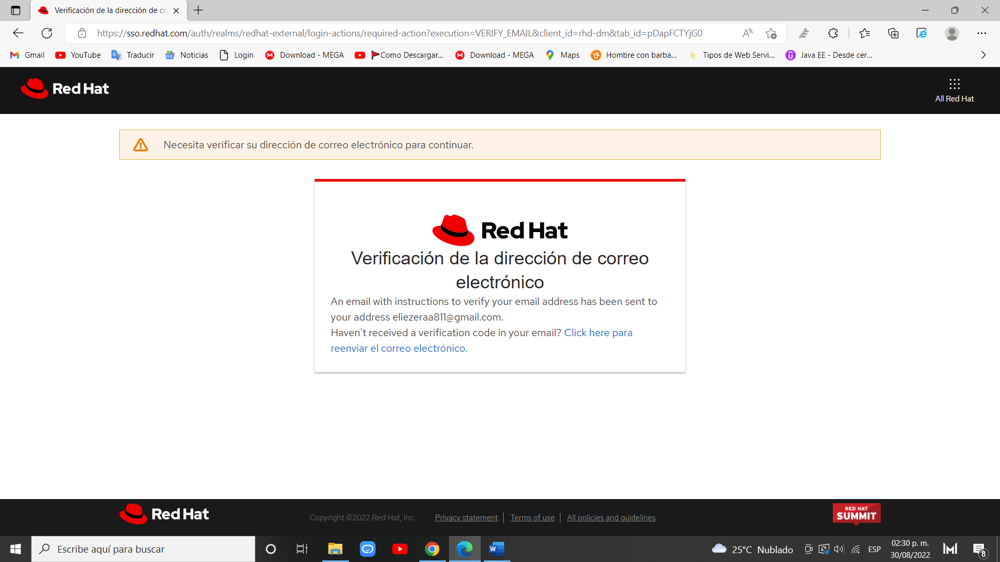 Verificación de la dirección de co
https://sso.redhat.com/auth/realms/redhat-external/login-actions/required-action?execution=VERIFY_EMAIL&client_id=rhd-dm&tab_id=pDapFCTYjG0
Gmail YouTube Traducir Noticias Login Download - MEGA Como Descargar... Download - MEGA Maps Hombre con barba... Tipos de Web Servi... Java EE - Desde cer...
Red Hat
All Red Hat
Necesita verificar su dirección de correo electrónico para continuar.
Red Hat
Verificación de la dirección de correo
electrónico
An email with instructions to verify your email address has been sent to
your address eliezeraa811@gmail.com.
Haven't received a verification code in your email? Click here para
reenviar el correo electrónico.
Red Hat
Copyright ©2022 Red Hat, Inc. Privacy statement Terms of use All policies and guidelines
RED HAT
SUMMIT
Escribe aquí para buscar
25°C Nublado
ESP
02:30 p. m.
30/08/2022
8